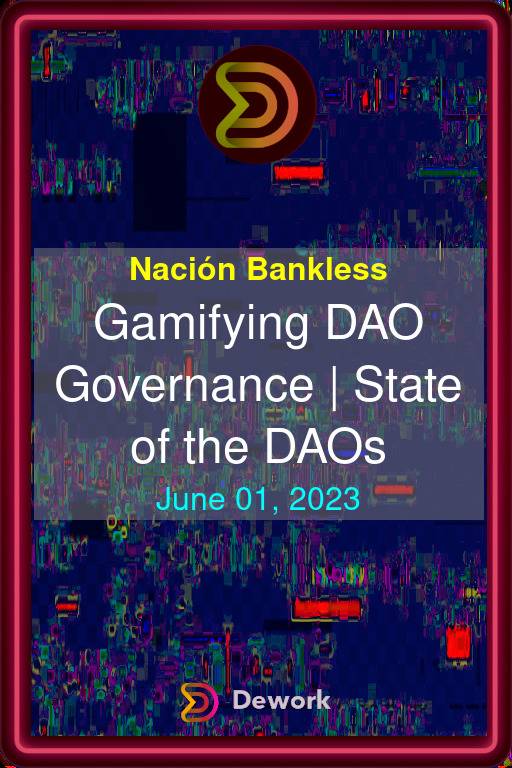 Nación Bankless
Gamifying DAO
Governance | State
of the DAOs
June 01, 2023
Dework